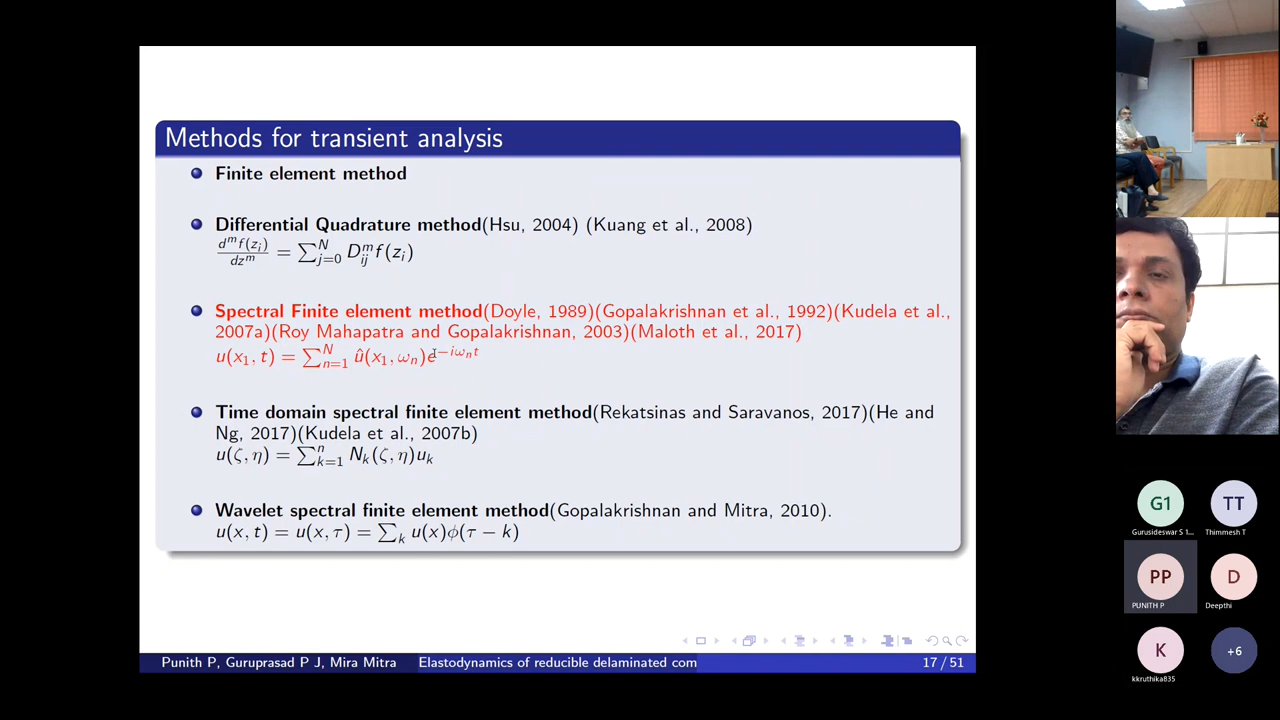 Methods for transient analysis
Finite element method
Differential Quadrature method(Hsu, 2004) (Kuang et al., 2008)
d^m f(z_i)/dz^m = ∑_{j=0}^{N} D_{ij}^m f(z_i)
Spectral Finite element method(Doyle, 1989)(Gopalakrishnan et al., 1992)(Kudela et al.,
2007a)(Roy Mahapatra and Gopalakrishnan, 2003)(Maloth et al., 2017)
u(x_1, t) = ∑_{n=1}^{N} û(x_1, ω_n)e^{−iω_n t}
Time domain spectral finite element method(Rekatsinas and Saravanos, 2017)(He and
Ng, 2017)(Kudela et al., 2007b)
u(ζ, η) = ∑_{k=1}^{n} N_k(ζ, η)u_k
Wavelet spectral finite element method(Gopalakrishnan and Mitra, 2010).
u(x, t) = u(x, τ) = ∑_k u(x)ϕ(τ − k)
Punith P, Guruprasad P J, Mira Mitra Elastodynamics of reducible delaminated com 17 / 51
G1 TT
Gurusideswar S 1... Thimmesh T
PP D
PUNITH P Deepthi
K +6
kkruthika835